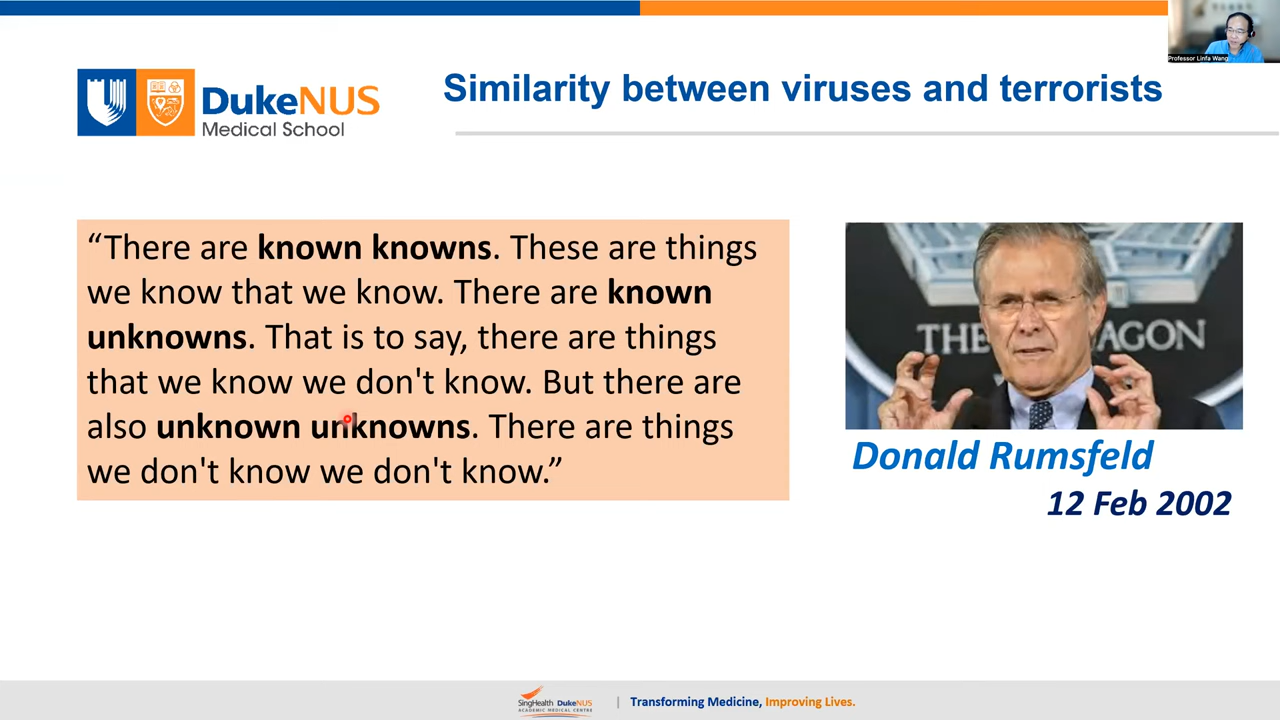 Professor Linfa Wang
DukeNUS
Medical School
Similarity between viruses and terrorists
“There are known knowns. These are things
we know that we know. There are known
unknowns. That is to say, there are things
that we know we don't know. But there are
also unknown unknowns. There are things
we don't know we don't know.”
THE AGON
Donald Rumsfeld
12 Feb 2002
SingHealth DukeNUS
ACADEMIC MEDICAL CENTRE
| Transforming Medicine, Improving Lives.